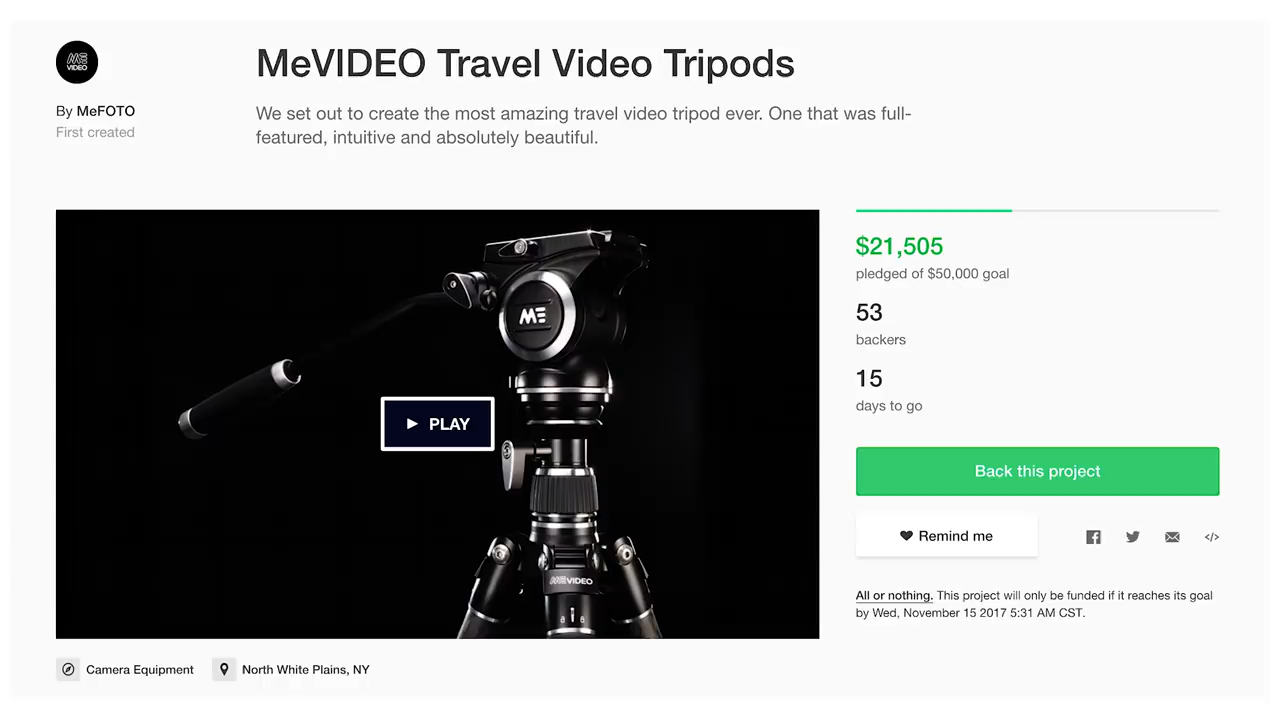 ME
VIDEO
MeVIDEO Travel Video Tripods
By MeFOTO
First created
We set out to create the most amazing travel video tripod ever. One that was full-
featured, intuitive and absolutely beautiful.
ME
PLAY
MEVIDEO
$21,505
pledged of $50,000 goal
53
backers
15
days to go
Back this project
Remind me
</>
All or nothing. This project will only be funded if it reaches its goal
by Wed, November 15 2017 5:31 AM CST.
Camera Equipment
North White Plains, NY